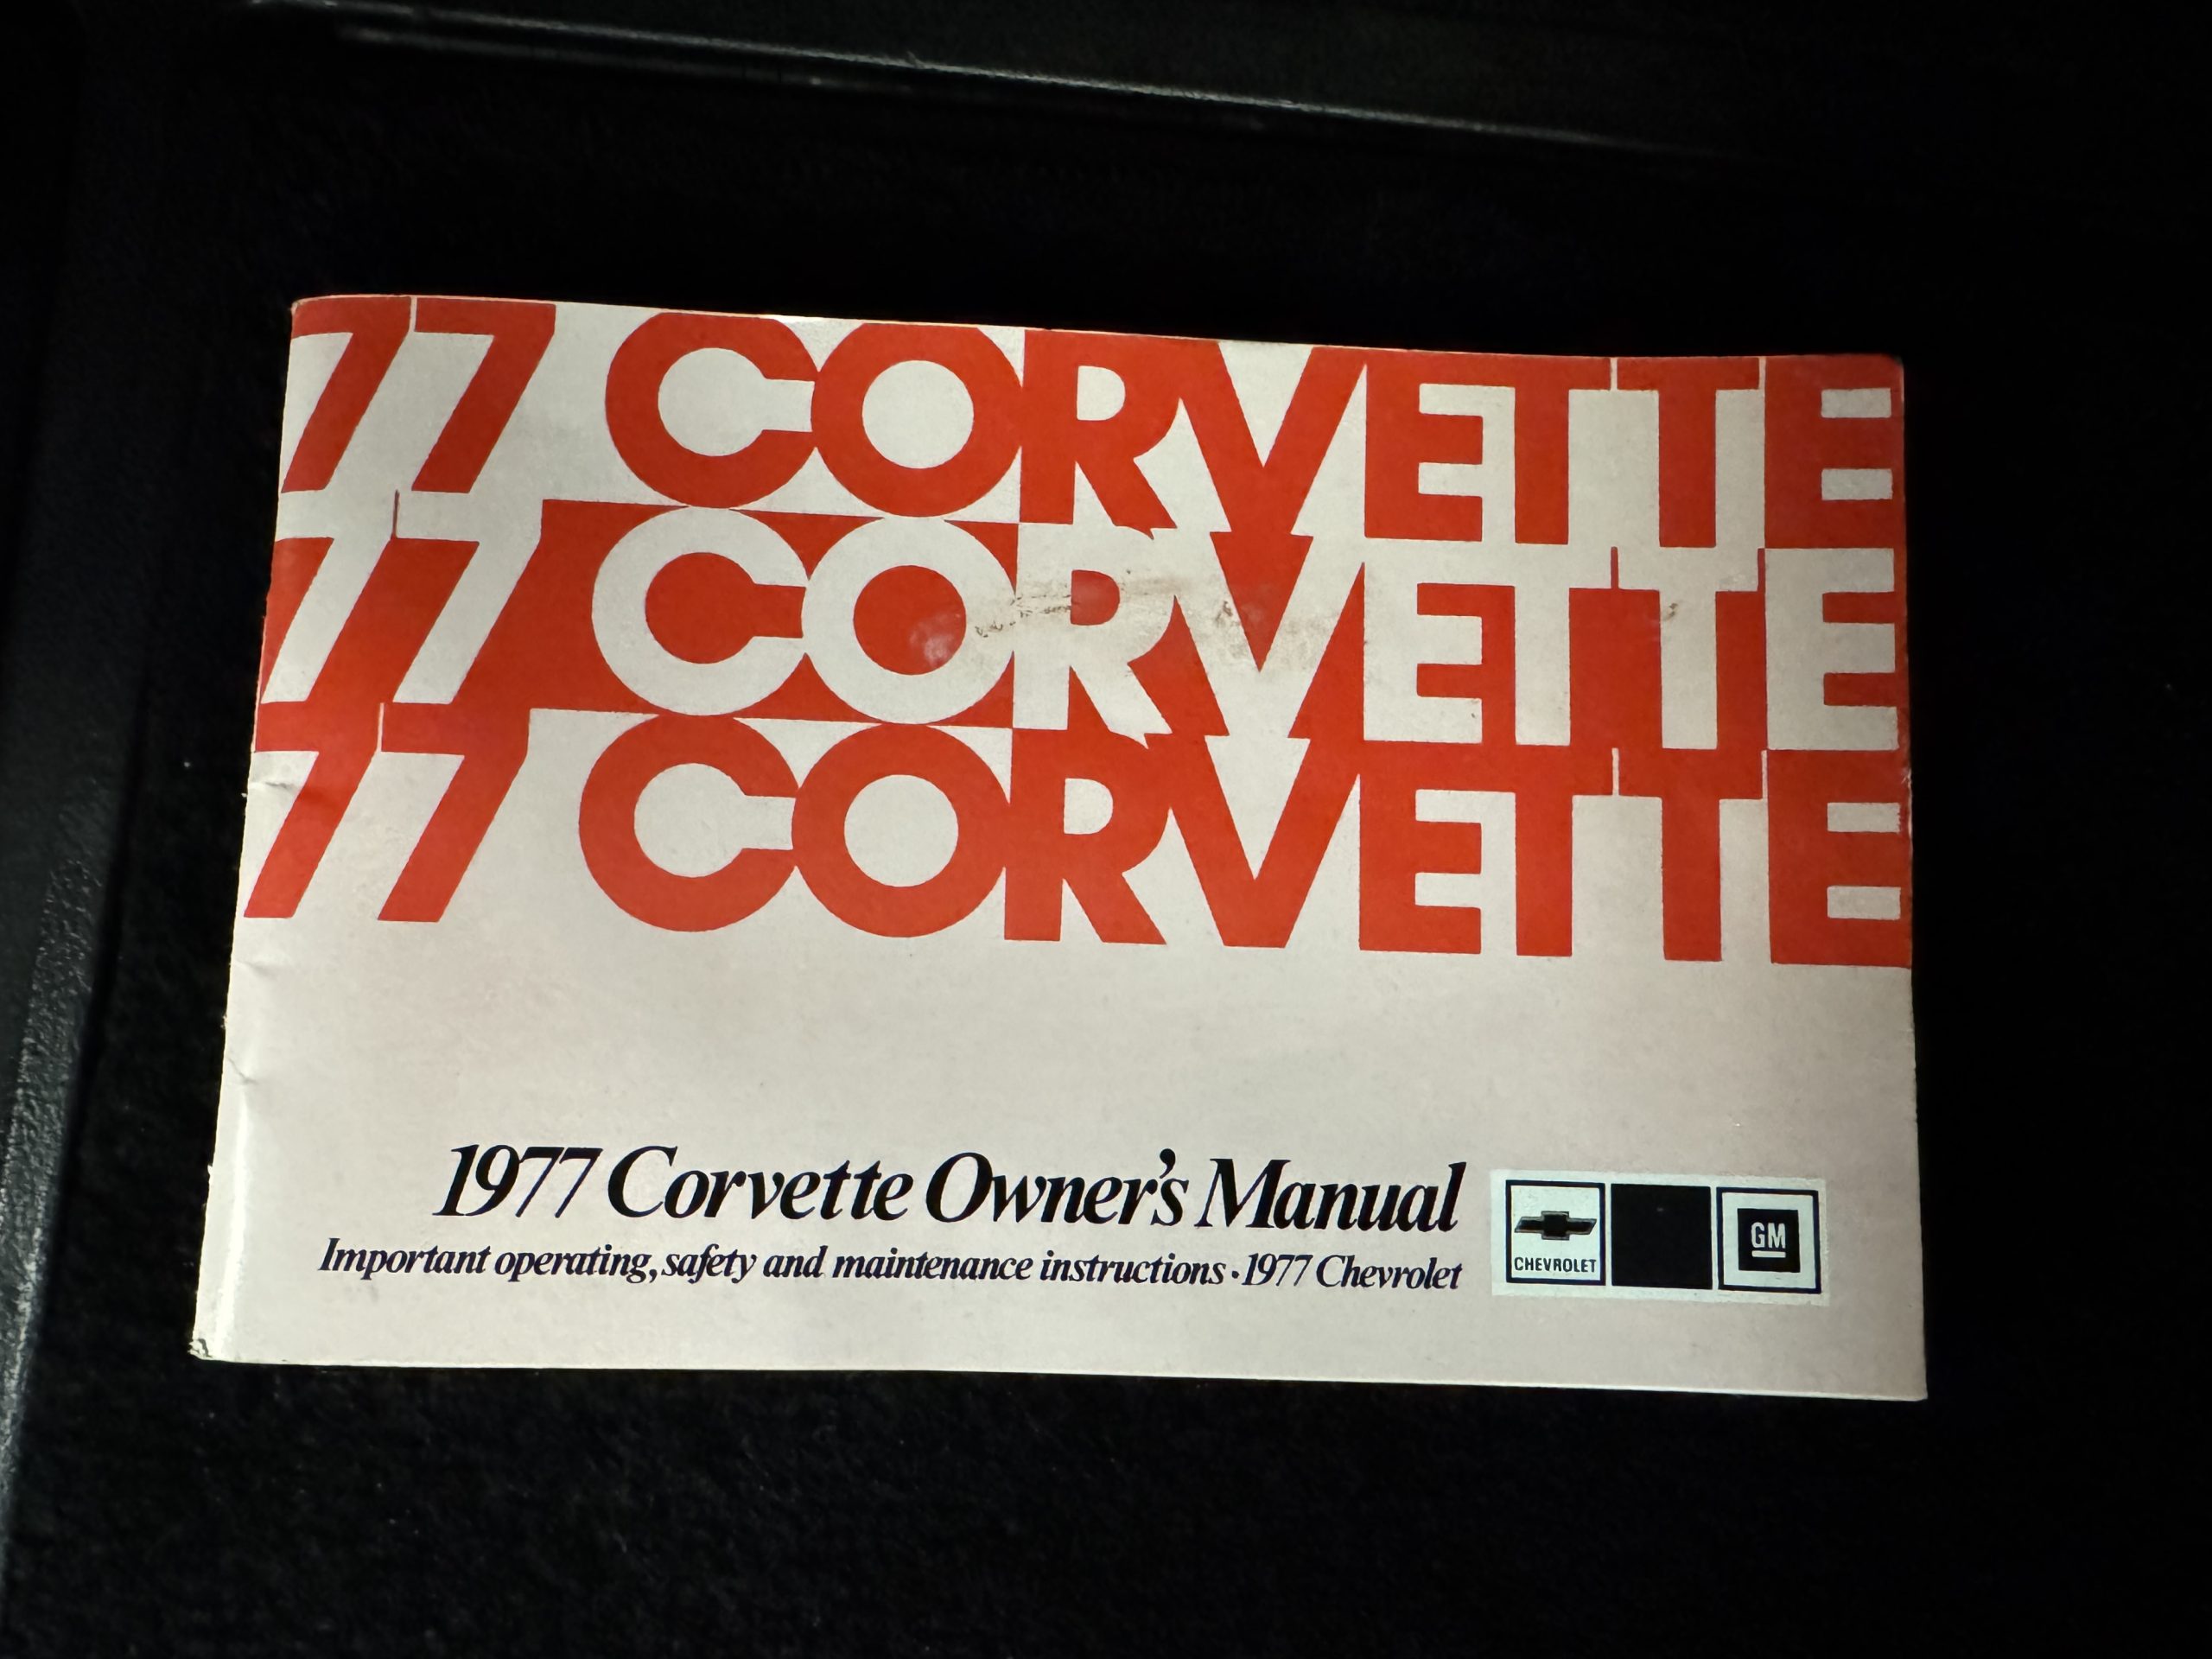 77 CORVETTE
77 CORVETTE
77 CORVETTE
1977 Corvette Owner's Manual
Important operating, safety and maintenance instructions • 1977 Chevrolet
CHEVROLET
GM